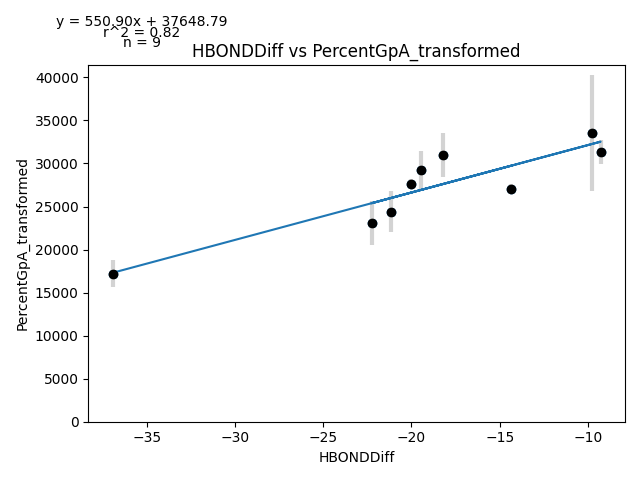 y = 550.90x + 37648.79
r^2 = 0.82
n = 9
HBONDDiff vs PercentGpA_transformed
40000
35000
30000
25000
20000
15000
10000
5000
0
PercentGpA_transformed
−35
−30
−25
−20
−15
−10
HBONDDiff